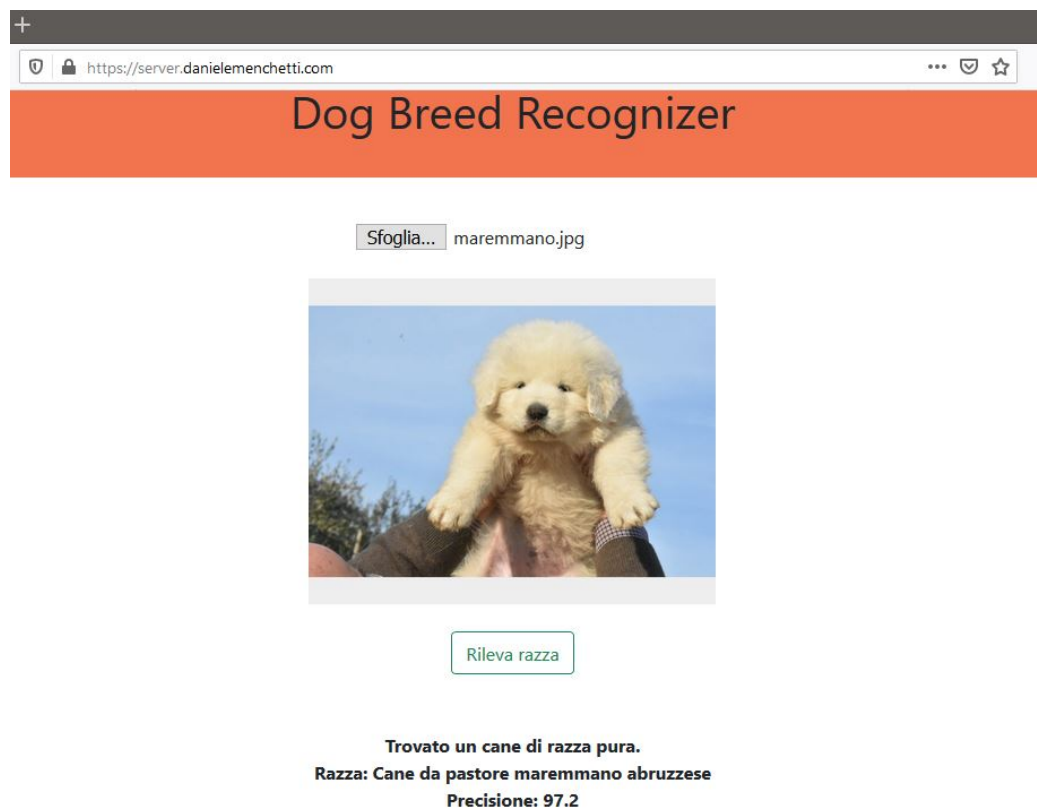 +
https://server.danielemenchetti.com
Dog Breed Recognizer
Sfoglia... maremmano.jpg
Rileva razza
Trovato un cane di razza pura.
Razza: Cane da pastore maremmano abruzzese
Precisione: 97.2